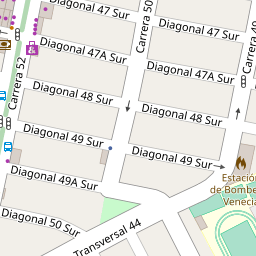 Diagonal 47 Sur
Carrera 50
Diagonal 47 Sur
Diagonal 47A Sur
Diagonal 47A Sur
Carrera 52
Diagonal 48 Sur
Diagonal 48 Sur
Diagonal 49 Sur
Diagonal 49 Sur
Diagonal 49A Sur
Diagonal 50 Sur
Transversal 44
Estación
de Bombe
Venecia